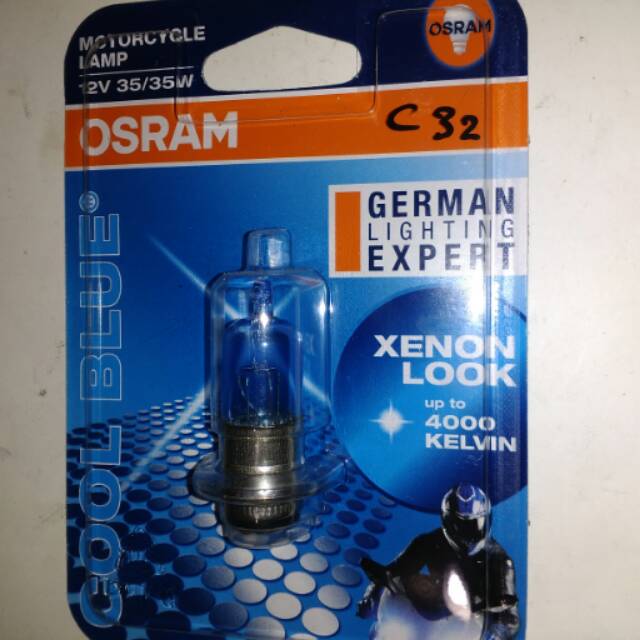 MOTORCYCLE
LAMP
12V 35/35W
OSRAM
OSRAM
C 82
GERMAN
LIGHTING
EXPERT
XENON
LOOK
up to
4000
KELVIN
COOL BLUE®